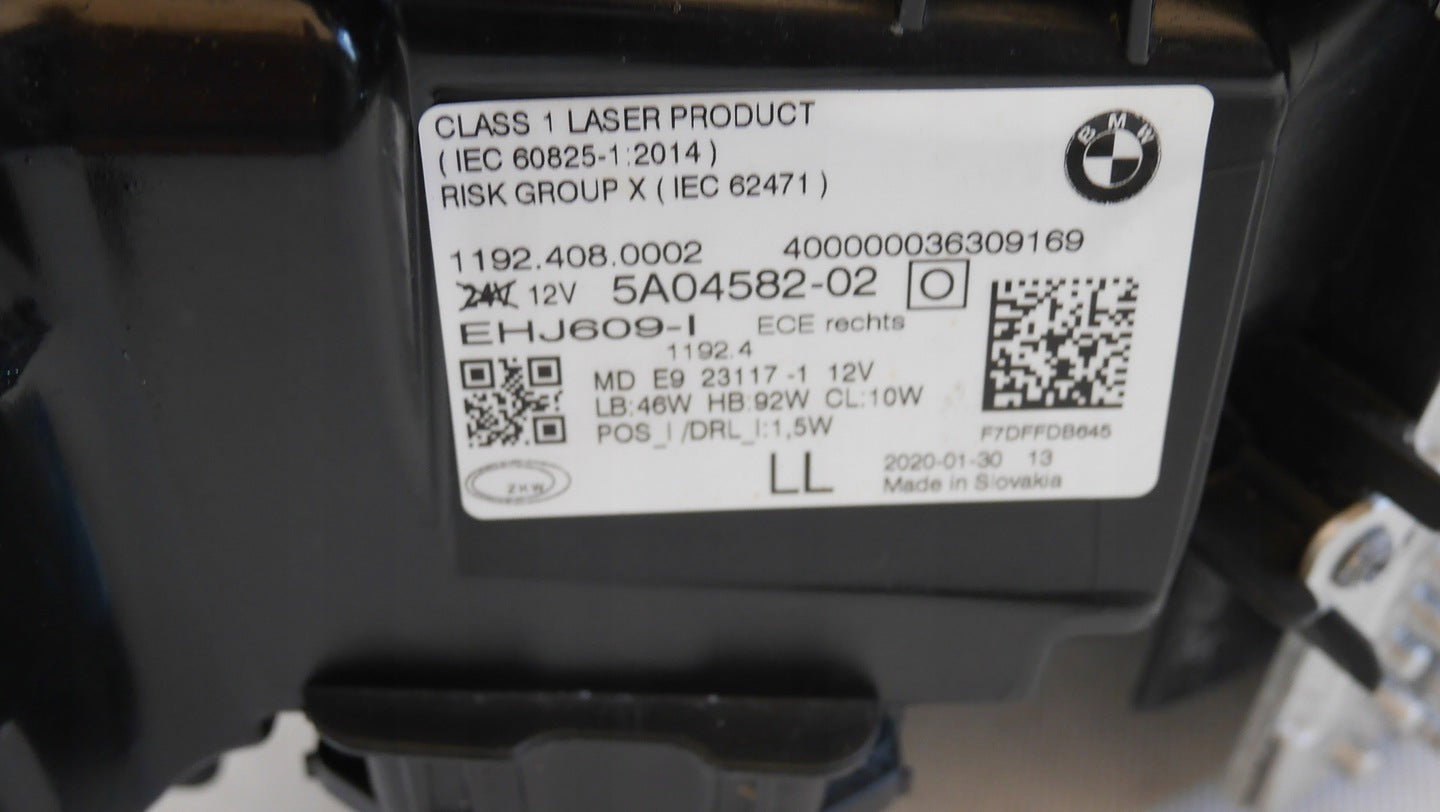 CLASS 1 LASER PRODUCT
( IEC 60825-1:2014 )
RISK GROUP X ( IEC 62471 )
BMW
1192.408.0002 400000036309169
24V 12V 5A04582-02
EHJ609-I ECE rechts
1192.4
MD E9 23117 -1 12V
LB:46W HB:92W CL:10W
POS_I /DRL_I:1,5W
F7DFFDB645
ZKW
LL
2020-01-30 13
Made in Slovakia